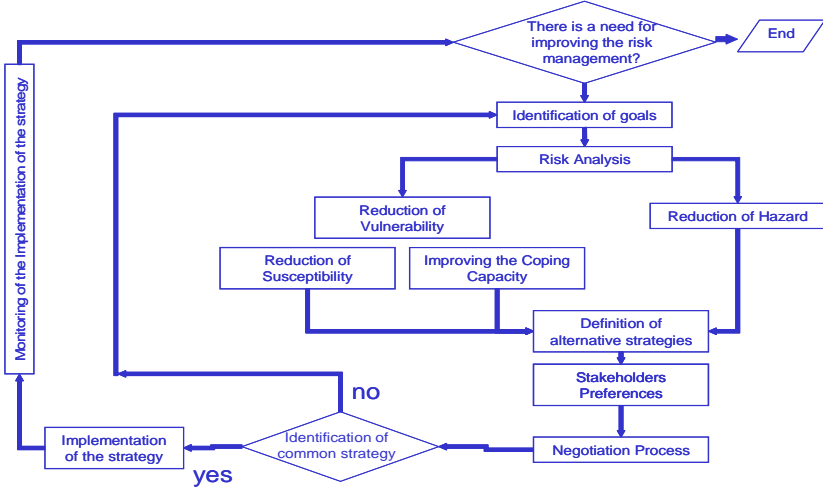 There is a need for
improving the risk
management?
End
Identification of goals
Risk Analysis
Reduction of
Vulnerability
Reduction of Hazard
Reduction of
Susceptibility
Improving the Coping
Capacity
Definition of
alternative strategies
Stakeholders
Preferences
Negotiation Process
Identification of
common strategy
no
yes
Implementation
of the strategy
Monitoring of the Implementation of the strategy